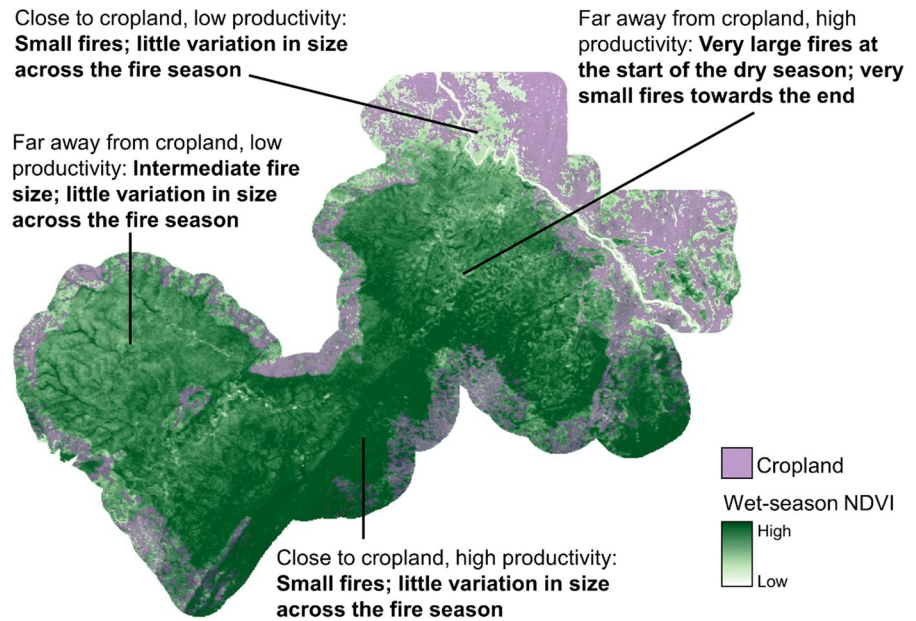 Close to cropland, low productivity:
Small fires; little variation in size
across the fire season
Far away from cropland, high
productivity: Very large fires at
the start of the dry season; very
small fires towards the end
Far away from cropland, low
productivity: Intermediate fire
size; little variation in size
across the fire season
Close to cropland, high productivity:
Small fires; little variation in size
across the fire season
Cropland
Wet-season NDVI
High
Low